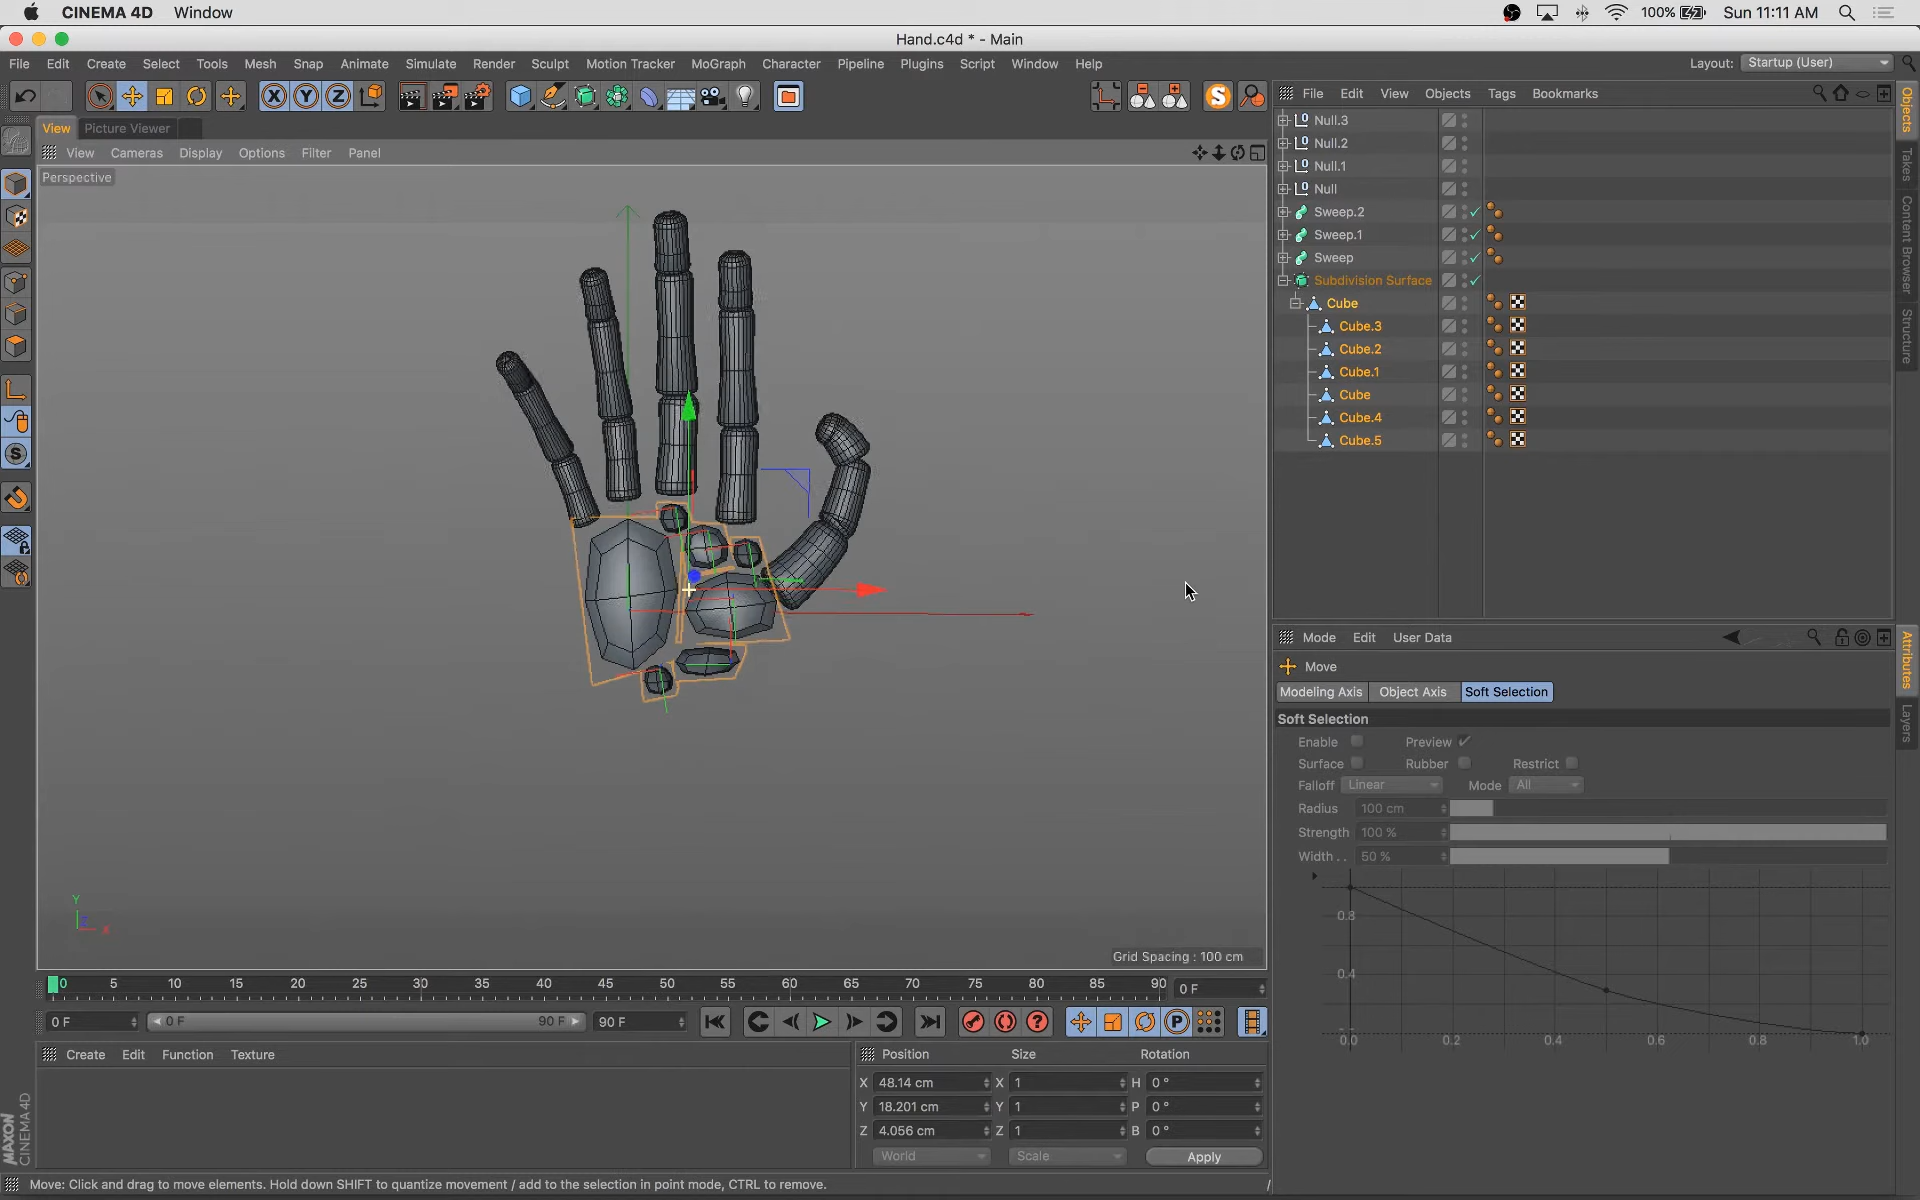 CINEMA 4D Window 100% Sun 11:11 AM
Hand.c4d * - Main
File Edit Create Select Tools Mesh Snap Animate Simulate Render Sculpt Motion Tracker MoGraph Character Pipeline Plugins Script Window Help Layout: Startup (User)
File Edit View Objects Tags Bookmarks
View Picture Viewer
View Cameras Display Options Filter Panel
Perspective
Null.3
Null.2
Null.1
Null
Sweep.2
Sweep.1
Sweep
Subdivision Surface
Cube
Cube.3
Cube.2
Cube.1
Cube
Cube.4
Cube.5
Objects
Takes
Content Browser
Structure
Mode Edit User Data
Move
Modeling Axis Object Axis Soft Selection
Soft Selection
Enable Preview
Surface Rubber Restrict
Falloff Linear Mode All
Radius 100 cm
Strength 100 %
Width . . 50 %
0.8
0.4
0.0 0.2 0.4 0.6 0.8 1.0
Attributes
Layers
Y
Z
X
Grid Spacing : 100 cm
0 5 10 15 20 25 30 35 40 45 50 55 60 65 70 75 80 85 90 0 F
0 F 0 F 90 F 90 F
Create Edit Function Texture
Position Size Rotation
X 48.14 cm X 1 H 0 °
Y 18.201 cm Y 1 P 0 °
Z 4.056 cm Z 1 B 0 °
World Scale Apply
MAXON
CINEMA 4D
Move: Click and drag to move elements. Hold down SHIFT to quantize movement / add to the selection in point mode, CTRL to remove.